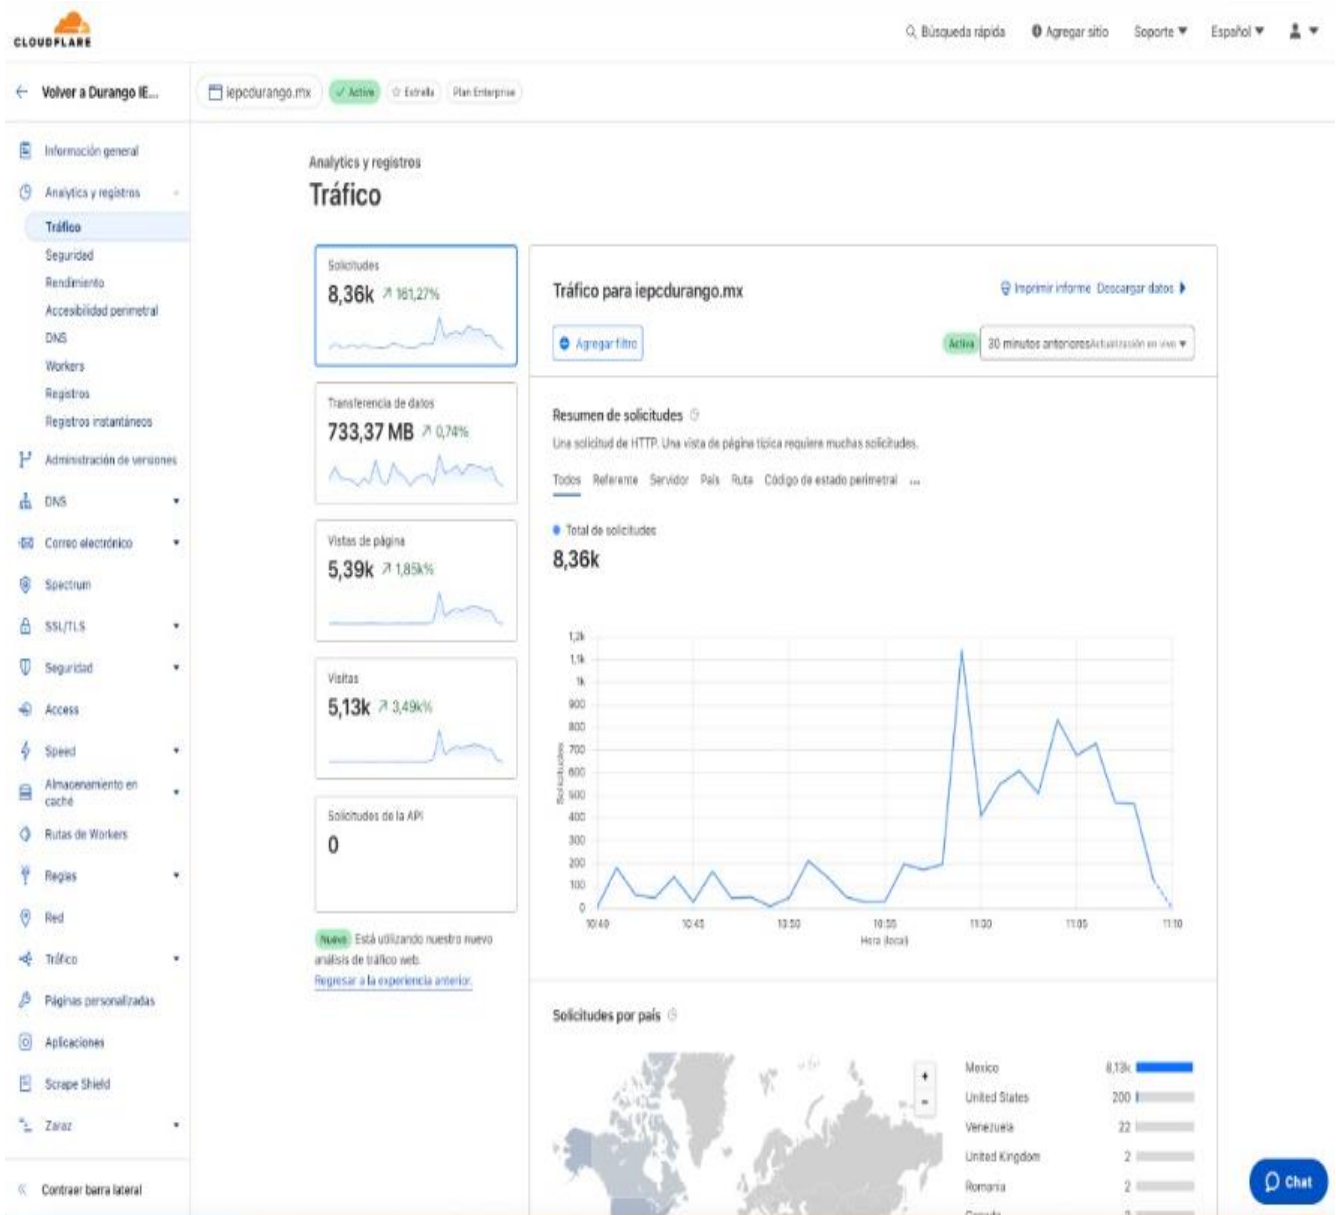 CLOUDFLARE
Búsqueda rápida
Agregar sitio
Soporte
Español
Volver a Durango IE...
iepcdurango.mx
Active
Estrella
Plan Enterprise
Información general
Analytics y registros
Tráfico
Seguridad
Rendimiento
Accesibilidad perimetral
DNS
Workers
Registros
Registros instantáneos
Administración de versiones
DNS
Correo electrónico
Spectrum
SSL/TLS
Seguridad
Access
Speed
Almacenamiento en
caché
Rutas de Workers
Reglas
Red
Tráfico
Páginas personalizadas
Aplicaciones
Scrape Shield
Zaraz
Contraer barra lateral
Analytics y registros
Tráfico
Solicitudes
8,36k 161,27%
Transferencia de datos
733,37 MB 0,74%
Vistas de página
5,39k 1,85k%
Visitas
5,13k 3,49k%
Solicitudes de la API
0
Nuevo Está utilizando nuestro nuevo
análisis de tráfico web.
Regresar a la experiencia anterior.
Tráfico para iepcdurango.mx
Imprimir informe Descargar datos
Agregar filtro
Activa
30 minutos anteriores Actualización en vivo
Resumen de solicitudes
Una solicitud de HTTP. Una vista de página típica requiere muchas solicitudes.
Todos Referente Servidor País Ruta Código de estado perimetral ...
Total de solicitudes
8,36k
Solicitudes
1,2k
1,1k
1k
900
800
700
600
500
400
300
200
100
0
10:40 10:45 10:50 10:55 11:00 11:05 11:10
Hora (local)
Solicitudes por país
+
-
Mexico 8,13k
United States 200
Venezuela 22
United Kingdom 2
Romania 2
Chat